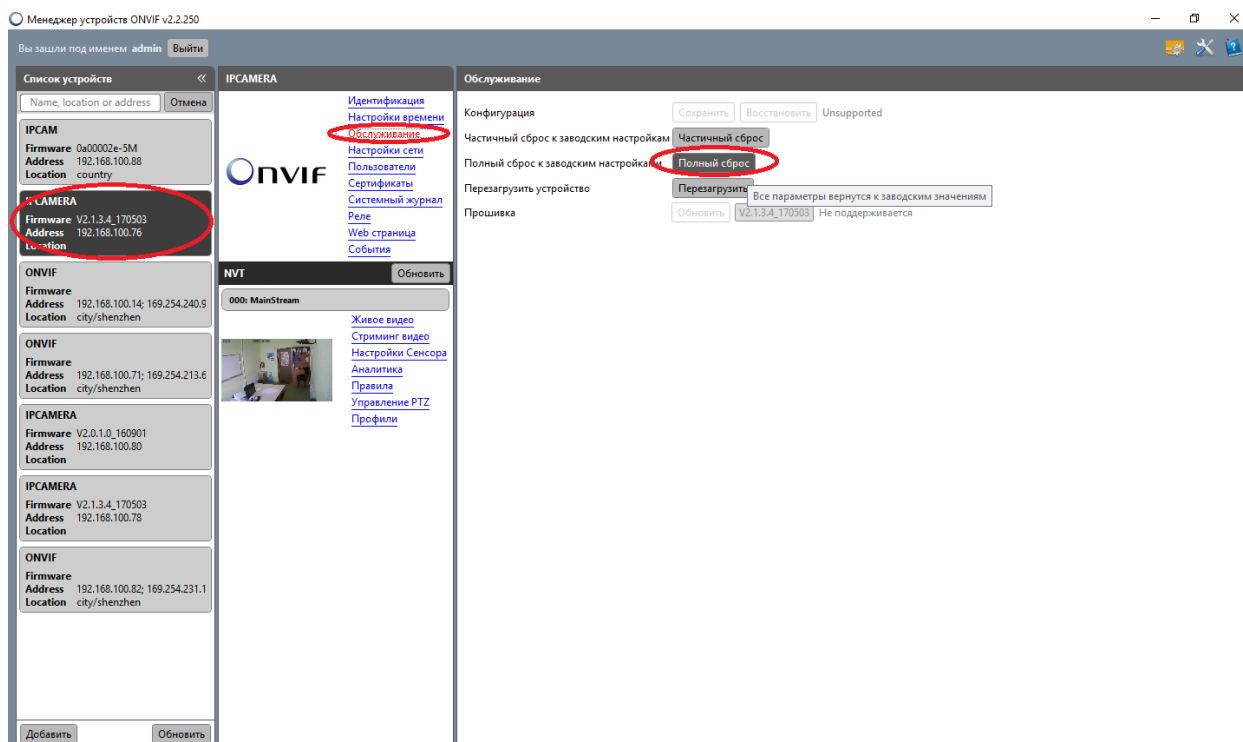 Менеджер устройств ONVIF v2.2.250
Вы зашли под именем admin Выйти
Список устройств «
Name, location or address Отмена
IPCAM
Firmware 0a00002e-5M
Address 192.168.100.88
Location country
IPCAMERA
Firmware V2.1.3.4_170503
Address 192.168.100.76
Location
ONVIF
Firmware
Address 192.168.100.14; 169.254.240.9
Location city/shenzhen
ONVIF
Firmware
Address 192.168.100.71; 169.254.213.6
Location city/shenzhen
IPCAMERA
Firmware V2.0.1.0_160901
Address 192.168.100.80
Location
IPCAMERA
Firmware V2.1.3.4_170503
Address 192.168.100.78
Location
ONVIF
Firmware
Address 192.168.100.82; 169.254.231.1
Location city/shenzhen
Добавить Обновить
IPCAMERA
ONVIF
Идентификация
Настройки времени
Обслуживание
Настройки сети
Пользователи
Сертификаты
Системный журнал
Реле
Web страница
События
NVT Обновить
000: MainStream
Живое видео
Стриминг видео
Настройки Сенсора
Аналитика
Правила
Управление PTZ
Профили
Обслуживание
Конфигурация Сохранить Восстановить Unsupported
Частичный сброс к заводским настройкам Частичный сброс
Полный сброс к заводским настройкам Полный сброс
Перезагрузить устройство Перезагрузить
Все параметры вернутся к заводским значениям
Прошивка Обновить V2.1.3.4_170503 Не поддерживается